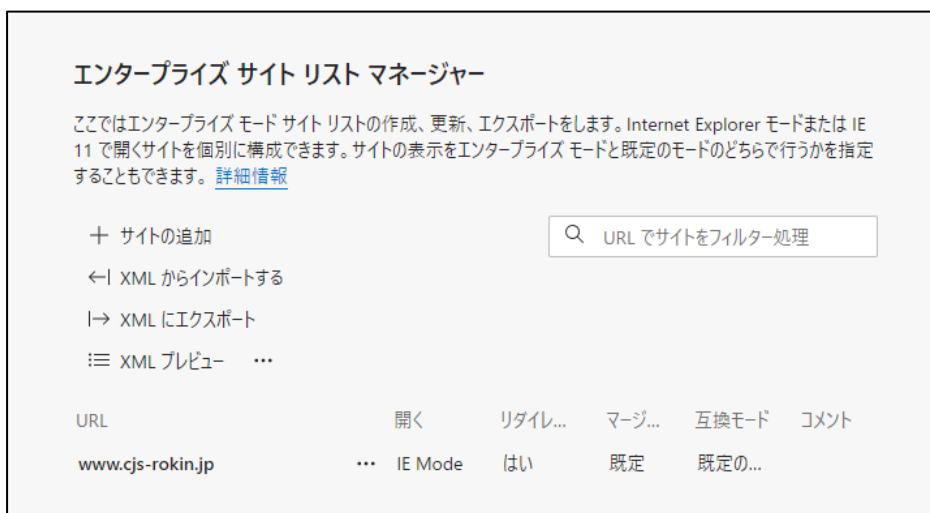 エンタープライズ サイト リスト マネージャー
ここではエンタープライズ モード サイト リストの作成、更新、エクスポートをします。Internet Explorer モードまたは IE
11 で開くサイトを個別に構成できます。サイトの表示をエンタープライズ モードと既定のモードのどちらで行うかを指定
することもできます。 詳細情報
サイトの追加
URL でサイトをフィルター処理
XML からインポートする
XML にエクスポート
XML プレビュー ...
URL 開く リダイレ... マージ... 互換モード コメント
www.cjs-rokin.jp ... IE Mode はい 既定 既定の...